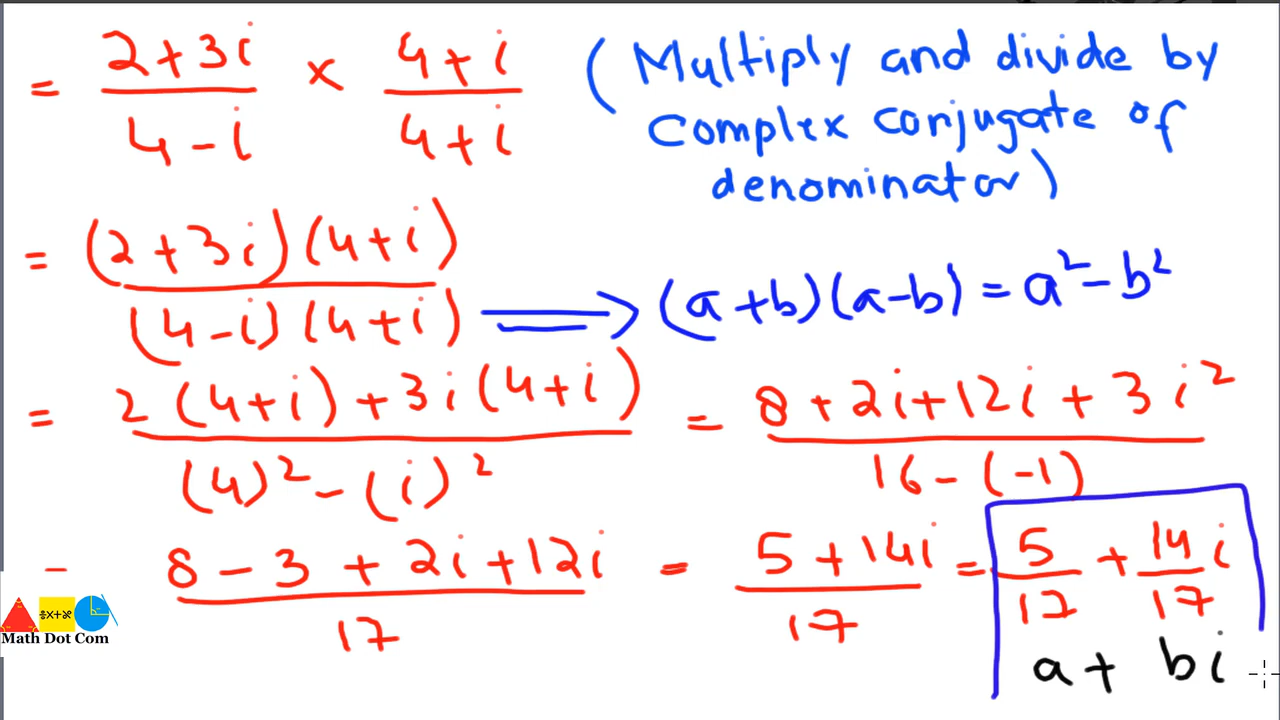 = 2+3i/4-i × 4+i/4+i (Multiply and divide by
complex conjugate of
denominator)
= (2+3i)(4+i)/(4-i)(4+i) ⟹ (a+b)(a-b) = a²-b²
= 2(4+i)+3i(4+i)/(4)²-(i)² = 8+2i+12i+3i²/16-(-1)
= 8-3+2i+12i/17 = 5+14i/17 = 5/17 + 14/17 i
a+ bi
Math Dot Com